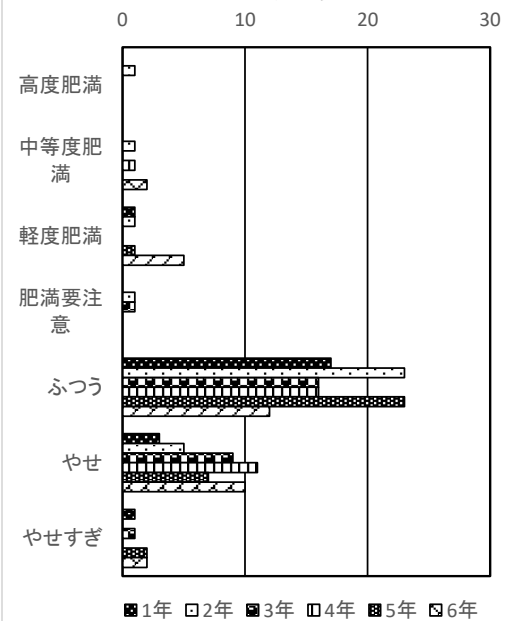 0 10 20 30
高度肥満
中等度肥
満
軽度肥満
肥満要注
意
ふつう
やせ
やせすぎ
1年 2年 3年 4年 5年 6年